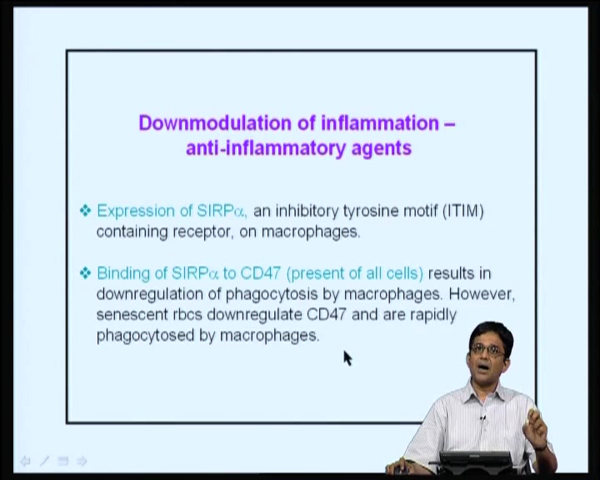 Downmodulation of inflammation –
anti-inflammatory agents
❖ Expression of SIRPα, an inhibitory tyrosine motif (ITIM)
containing receptor, on macrophages.
❖ Binding of SIRPα to CD47 (present of all cells) results in
downregulation of phagocytosis by macrophages. However,
senescent rbcs downregulate CD47 and are rapidly
phagocytosed by macrophages.